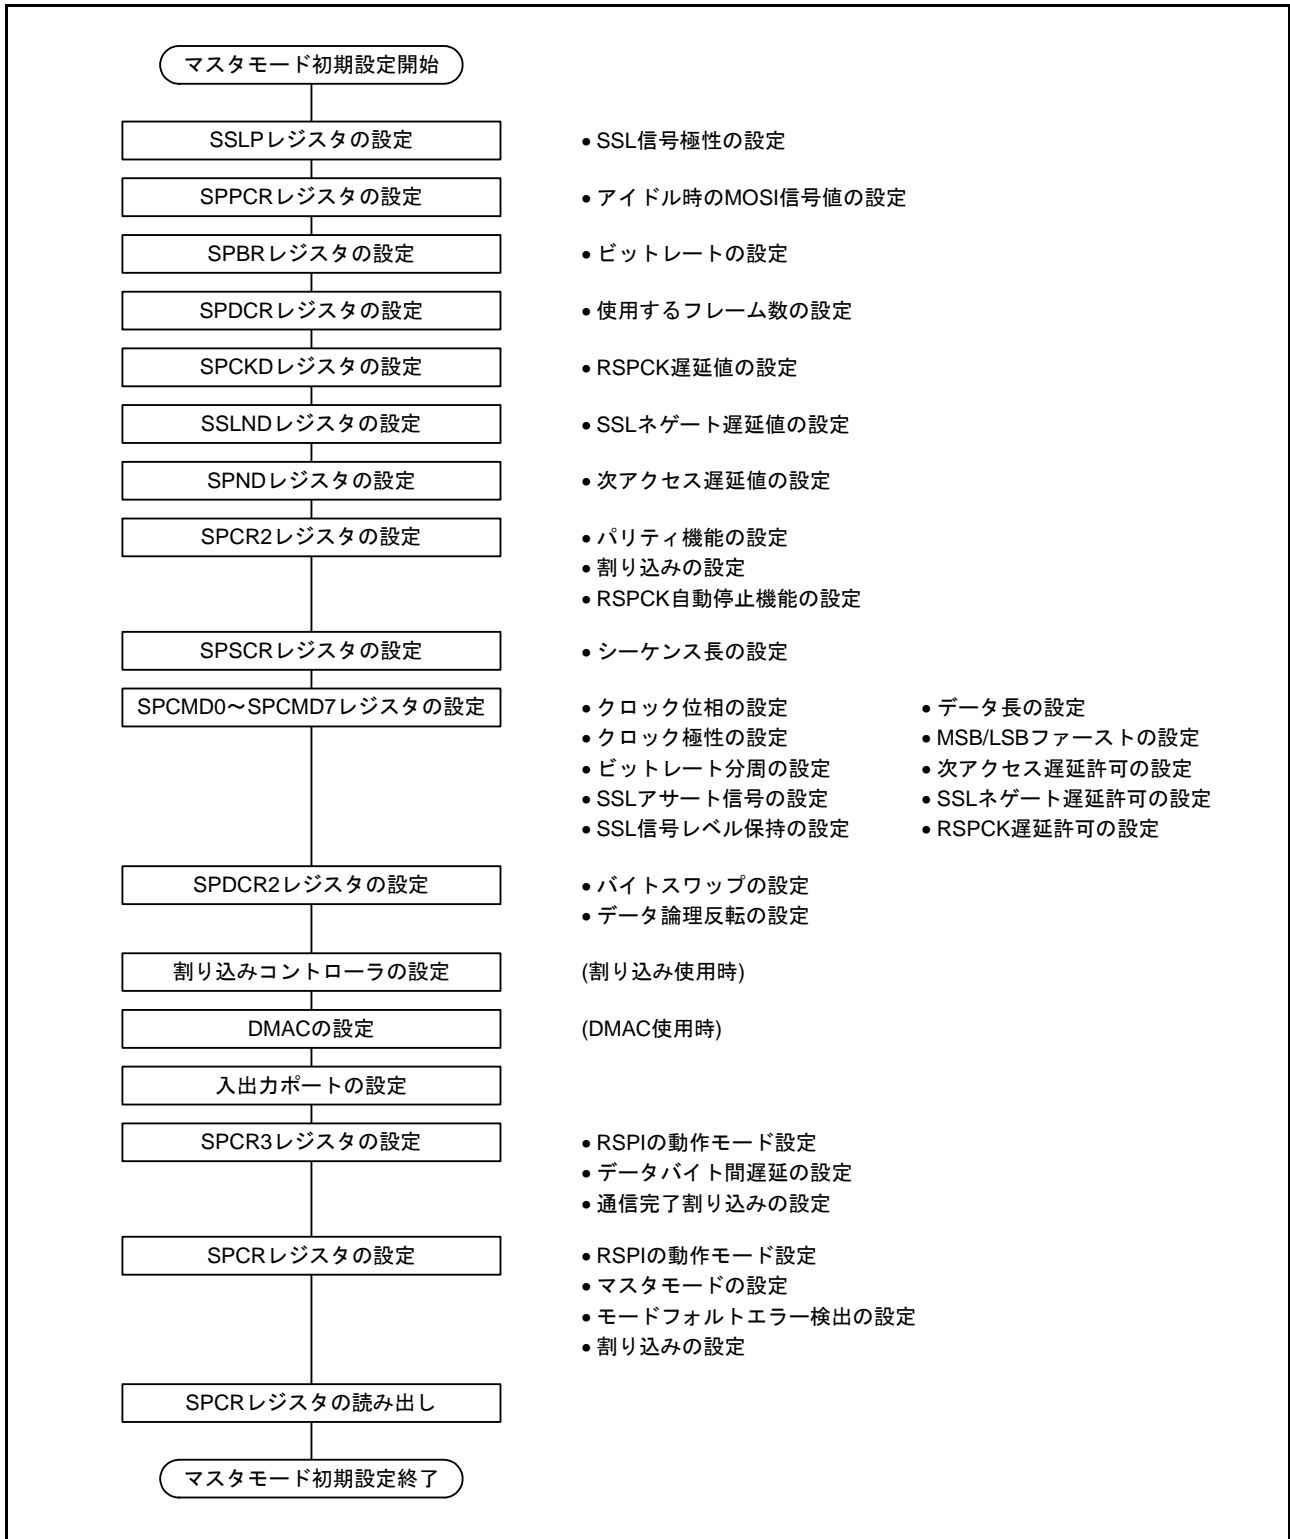 マスタモード初期設定開始
SSLPレジスタの設定
● SSL信号極性の設定
SPPCRレジスタの設定
● アイドル時のMOSI信号値の設定
SPBRレジスタの設定
● ビットレートの設定
SPDCRレジスタの設定
● 使用するフレーム数の設定
SPCKDレジスタの設定
● RSPCK遅延値の設定
SSLNDレジスタの設定
● SSLネゲート遅延値の設定
SPNDレジスタの設定
● 次アクセス遅延値の設定
SPCR2レジスタの設定
● パリティ機能の設定
● 割り込みの設定
● RSPCK自動停止機能の設定
SPSCRレジスタの設定
● シーケンス長の設定
SPCMD0～SPCMD7レジスタの設定
● クロック位相の設定
● クロック極性の設定
● ビットレート分周の設定
● SSLアサート信号の設定
● SSL信号レベル保持の設定
● データ長の設定
● MSB/LSBファーストの設定
● 次アクセス遅延許可の設定
● SSLネゲート遅延許可の設定
● RSPCK遅延許可の設定
SPDCR2レジスタの設定
● バイトスワップの設定
● データ論理反転の設定
割り込みコントローラの設定
(割り込み使用時)
DMACの設定
(DMAC使用時)
入出力ポートの設定
SPCR3レジスタの設定
● RSPIの動作モード設定
● データバイト間遅延の設定
● 通信完了割り込みの設定
SPCRレジスタの設定
● RSPIの動作モード設定
● マスタモードの設定
● モードフォルトエラー検出の設定
● 割り込みの設定
SPCRレジスタの読み出し
マスタモード初期設定終了